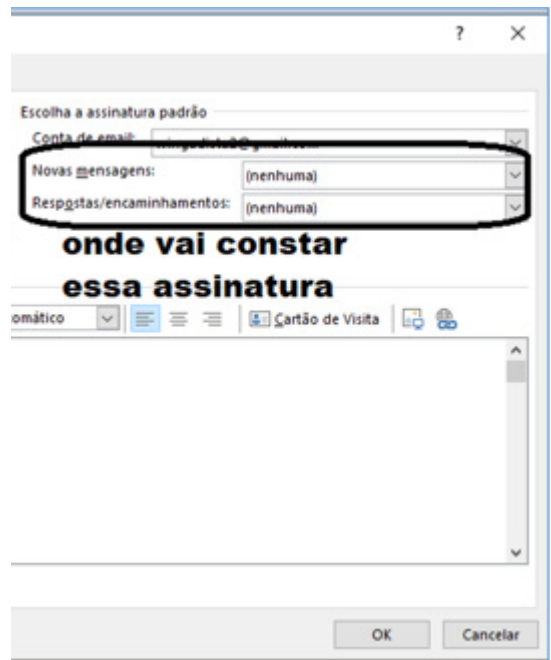 ?
Escolha a assinatura padrão
Conta de email:
Novas mensagens: (nenhuma)
Respostas/encaminhamentos: (nenhuma)
onde vai constar
essa assinatura
omático Cartão de Visita
OK Cancelar